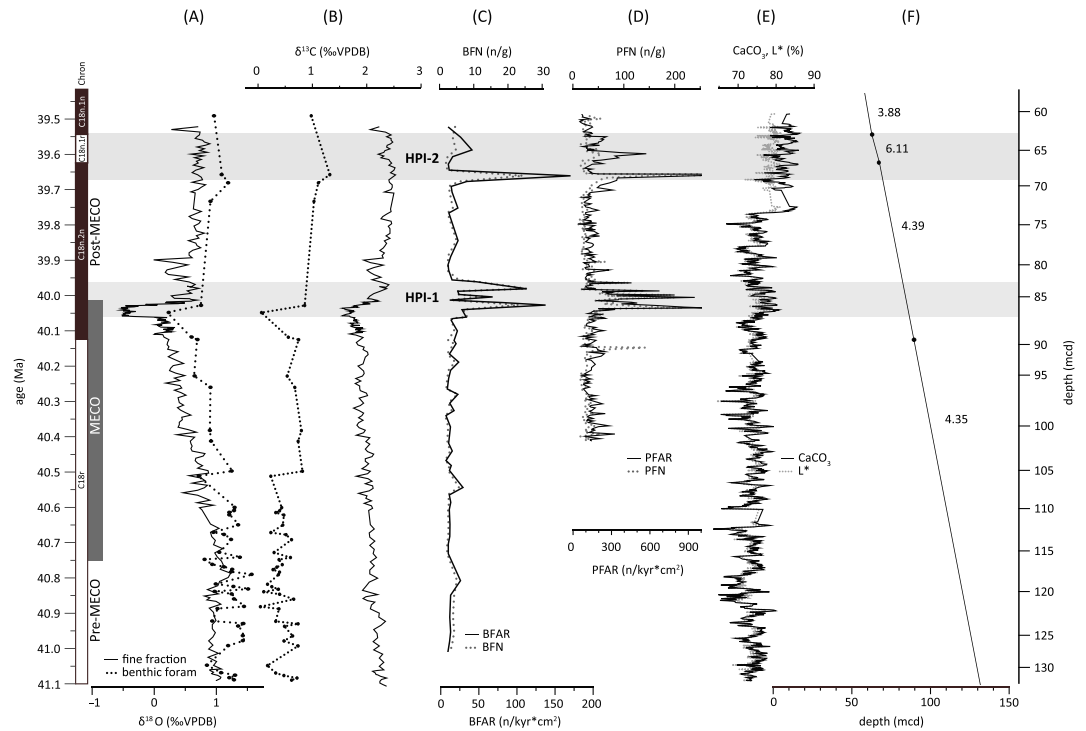 (A)
(B)
(C)
(D)
(E)
(F)
Chron
δ¹³C (‰VPDB)
BFN (n/g)
PFN (n/g)
CaCO₃, L* (%)
0 1 2 3
0 10 20 30
0 100 200
70 80 90
C18n.1n
C18n.1r
C18n.2n
C18r
39.5
39.6
39.7
39.8
39.9
40.0
40.1
40.2
40.3
40.4
40.5
40.6
40.7
40.8
40.9
41.0
41.1
age (Ma)
Post-MECO
MECO
Pre-MECO
HPI-2
HPI-1
3.88
6.11
4.39
4.35
60
65
70
75
80
85
90
95
100
105
110
115
120
125
130
depth (mcd)
PFAR
PFN
CaCO₃
L*
0 300 600 900
PFAR (n/kyr*cm²)
BFAR
BFN
fine fraction
benthic foram
−1 0 1
δ¹⁸O (‰VPDB)
0 50 100 150 200
BFAR (n/kyr*cm²)
0 50 100 150
depth (mcd)